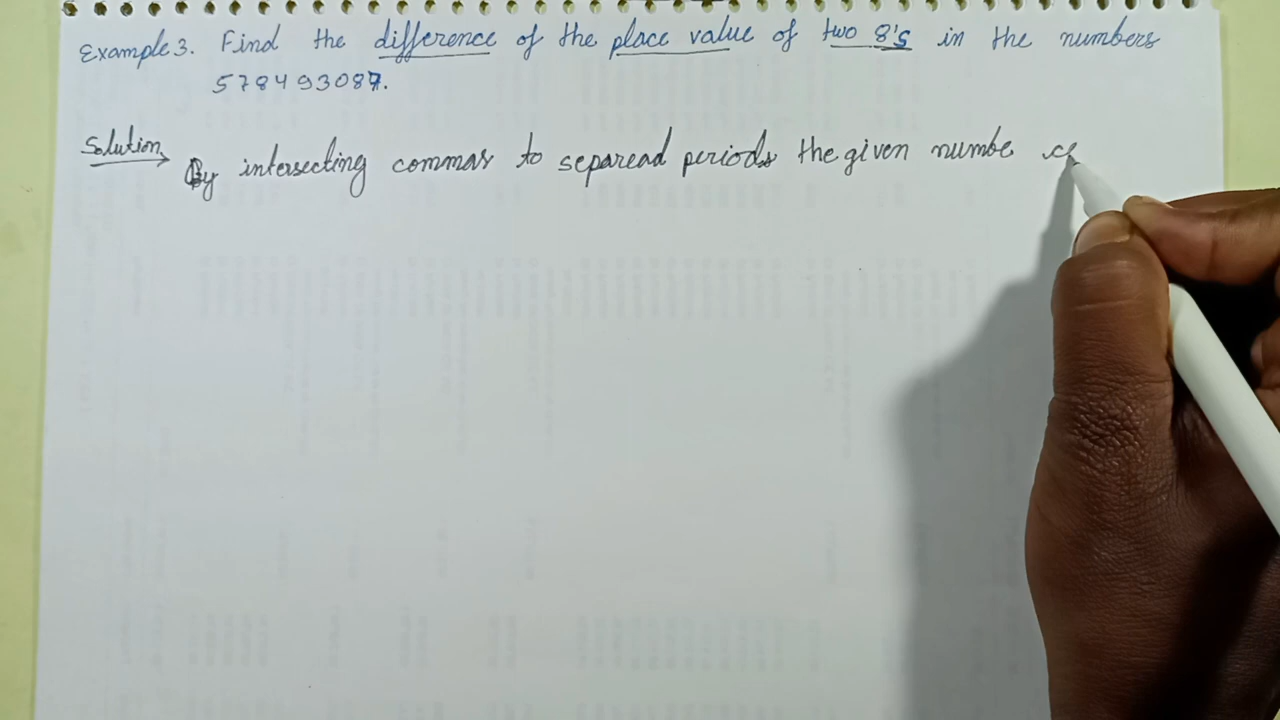 Example 3. Find the difference of the place value of two 8's in the numbers
578493087.
Solution
By intersecting commas to separead periods the given numbe